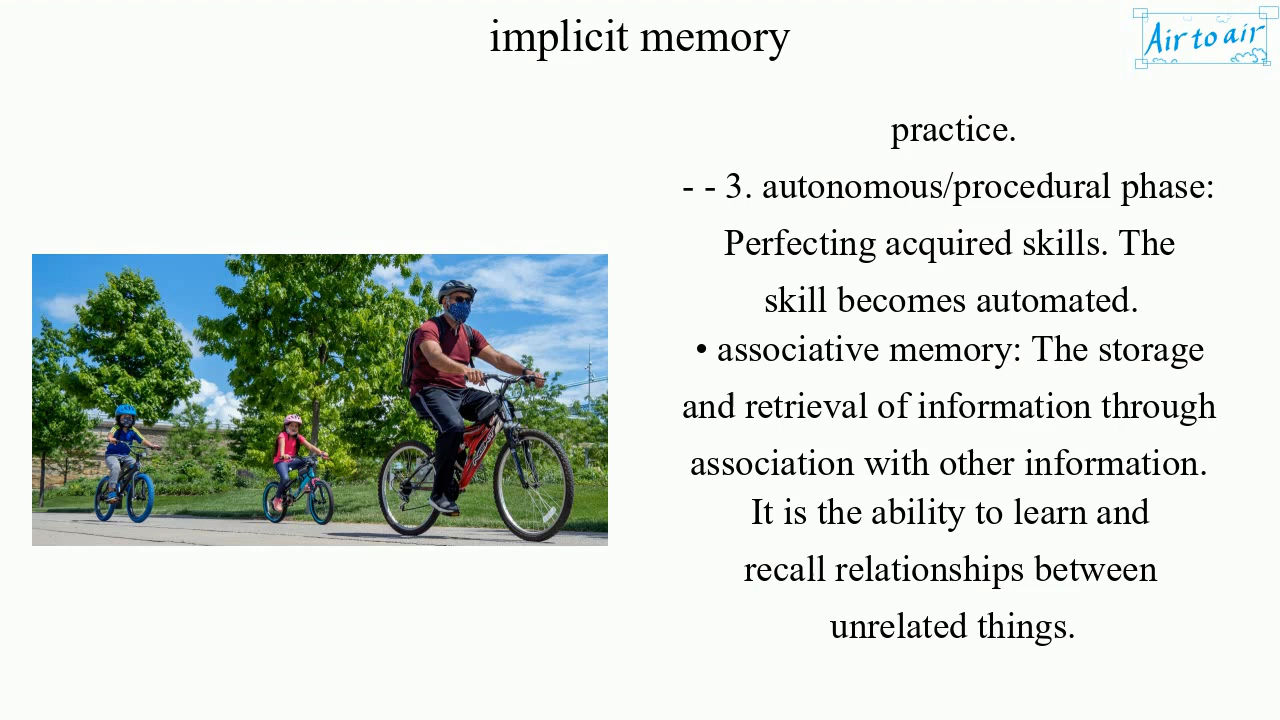 implicit memory
Air to air
practice.
- - 3. autonomous/procedural phase:
Perfecting acquired skills. The
skill becomes automated.
• associative memory: The storage
and retrieval of information through
association with other information.
It is the ability to learn and
recall relationships between
unrelated things.